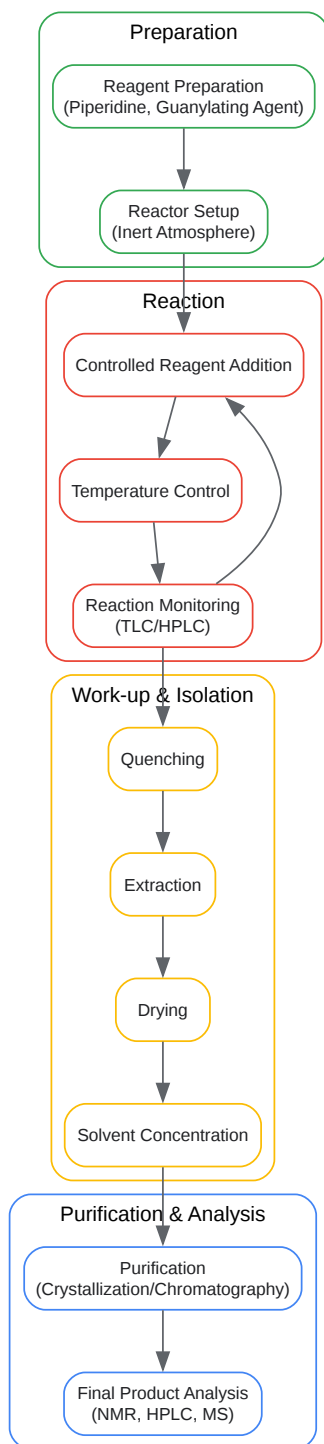 Preparation
Reagent Preparation
(Piperidine, Guanylating Agent)
Reactor Setup
(Inert Atmosphere)
Reaction
Controlled Reagent Addition
Temperature Control
Reaction Monitoring
(TLC/HPLC)
Work-up & Isolation
Quenching
Extraction
Drying
Solvent Concentration
Purification & Analysis
Purification
(Crystallization/Chromatography)
Final Product Analysis
(NMR, HPLC, MS)